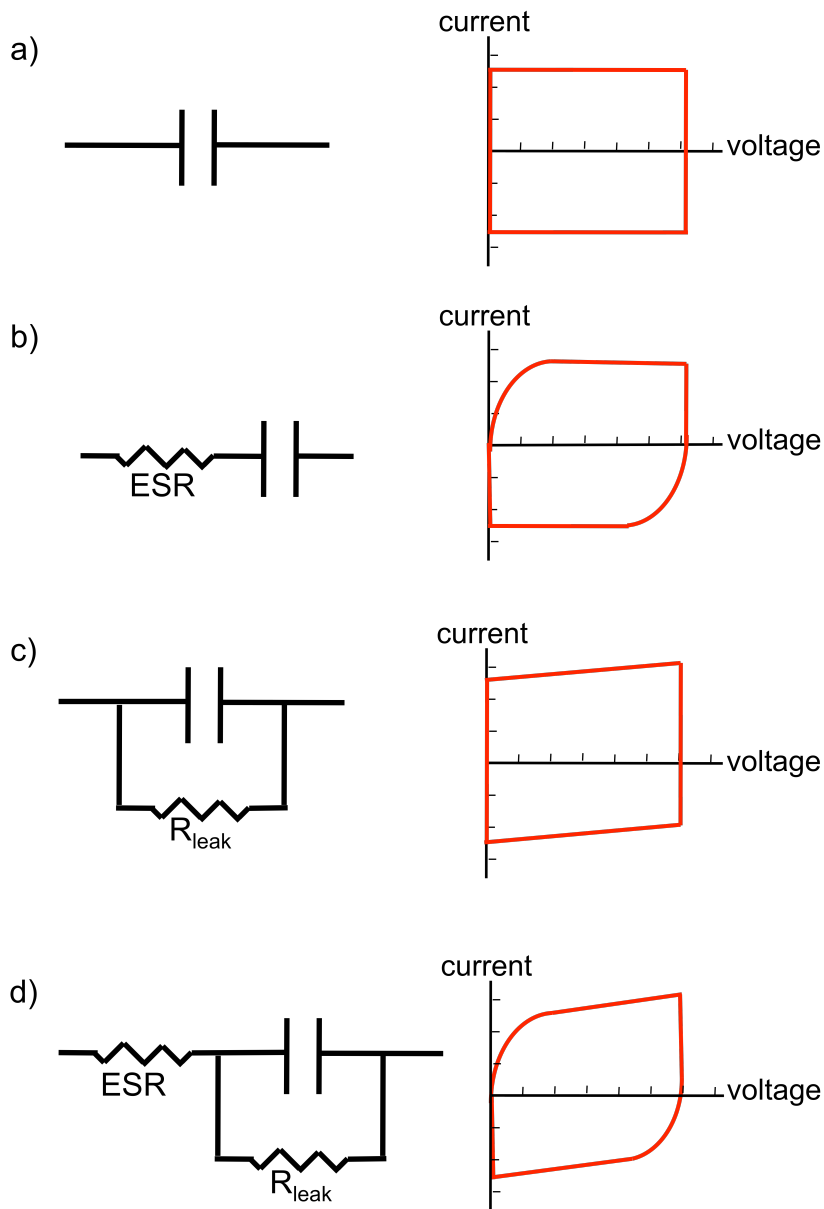 a)
current
voltage
b)
current
voltage
ESR
c)
current
voltage
Rleak
d)
current
voltage
ESR
Rleak